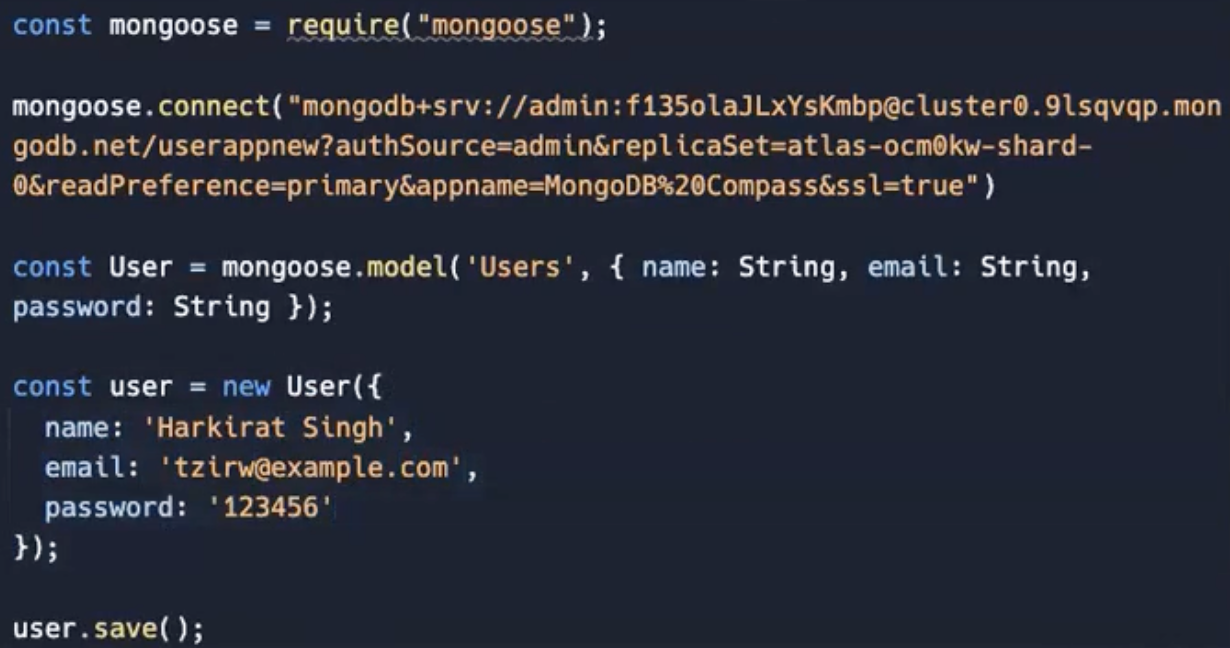 const mongoose = require("mongoose");
mongoose.connect("mongodb+srv://admin:f135olaJLxYsKmbp@cluster0.9lsqvqp.mon
godb.net/userappnew?authSource=admin&replicaSet=atlas-ocm0kw-shard-
0&readPreference=primary&appname=MongoDB%20Compass&ssl=true")
const User = mongoose.model('Users', { name: String, email: String,
password: String });
const user = new User({
  name: 'Harkirat Singh',
  email: 'tzirw@example.com',
  password: '123456'
});
user.save();